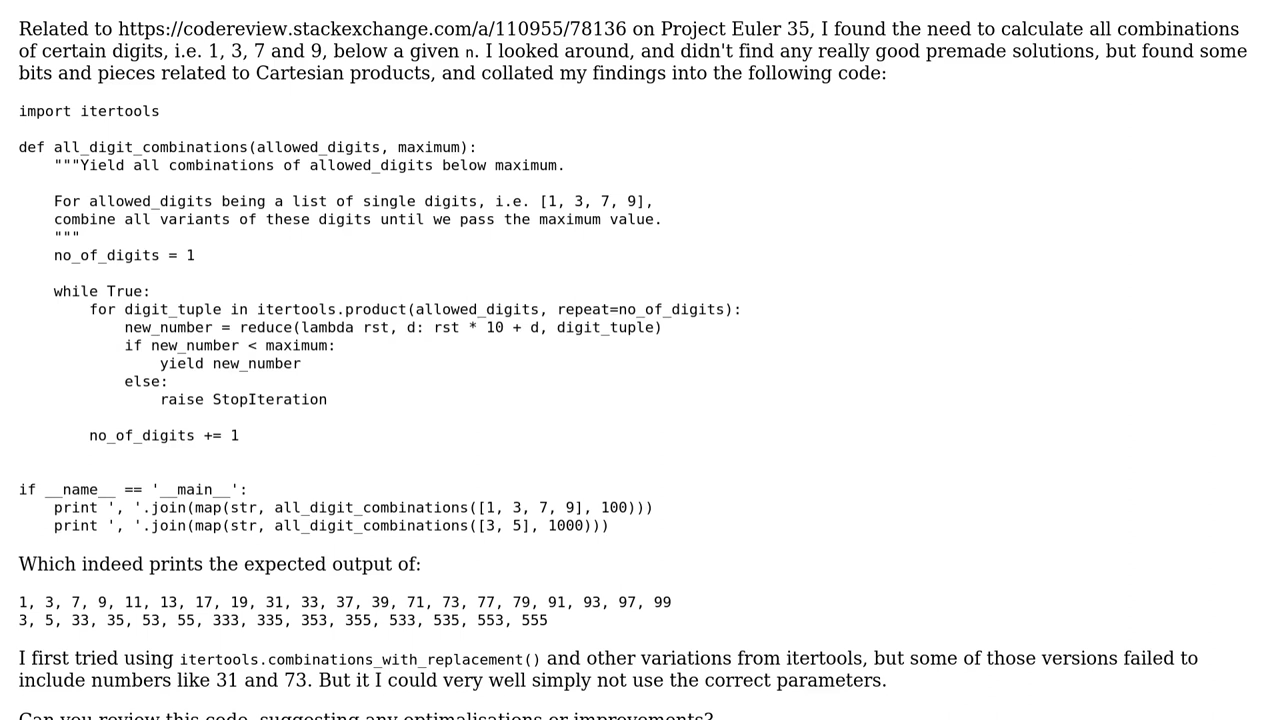 Related to https://codereview.stackexchange.com/a/110955/78136 on Project Euler 35, I found the need to calculate all combinations
of certain digits, i.e. 1, 3, 7 and 9, below a given n. I looked around, and didn't find any really good premade solutions, but found some
bits and pieces related to Cartesian products, and collated my findings into the following code:
import itertools
def all_digit_combinations(allowed_digits, maximum):
    """Yield all combinations of allowed_digits below maximum.
    For allowed_digits being a list of single digits, i.e. [1, 3, 7, 9],
    combine all variants of these digits until we pass the maximum value.
    """
    no_of_digits = 1
    while True:
        for digit_tuple in itertools.product(allowed_digits, repeat=no_of_digits):
            new_number = reduce(lambda rst, d: rst * 10 + d, digit_tuple)
            if new_number < maximum:
                yield new_number
            else:
                raise StopIteration
        no_of_digits += 1
if __name__ == '__main__':
    print ', '.join(map(str, all_digit_combinations([1, 3, 7, 9], 100)))
    print ', '.join(map(str, all_digit_combinations([3, 5], 1000)))
Which indeed prints the expected output of:
1, 3, 7, 9, 11, 13, 17, 19, 31, 33, 37, 39, 71, 73, 77, 79, 91, 93, 97, 99
3, 5, 33, 35, 53, 55, 333, 335, 353, 355, 533, 535, 553, 555
I first tried using itertools.combinations_with_replacement() and other variations from itertools, but some of those versions failed to
include numbers like 31 and 73. But it I could very well simply not use the correct parameters.
Can you review this code, suggesting any optimalisations or improvements?